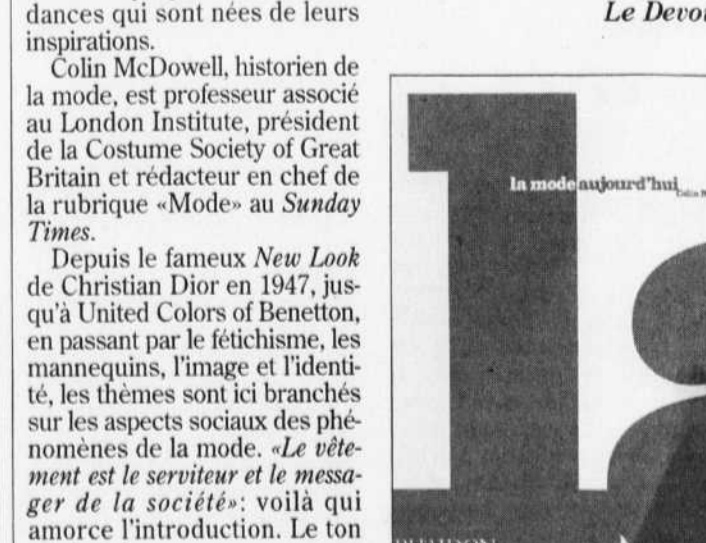 dances qui sont nées de leurs
inspirations.
Colin McDowell, historien de
la mode, est professeur associé
au London Institute, président
de la Costume Society of Great
Britain et rédacteur en chef de
la rubrique «Mode» au Sunday
Times.
Depuis le fameux New Look
de Christian Dior en 1947, jus-
qu'à United Colors of Benetton,
en passant par le fétichisme, les
mannequins, l'image et l'identi-
té, les thèmes sont ici branchés
sur les aspects sociaux des phé-
nomènes de la mode. «Le vête-
ment est le serviteur et le messa-
ger de la société»: voilà qui
amorce l'introduction. Le ton
Le Devoi
la mode aujourd'hui
la